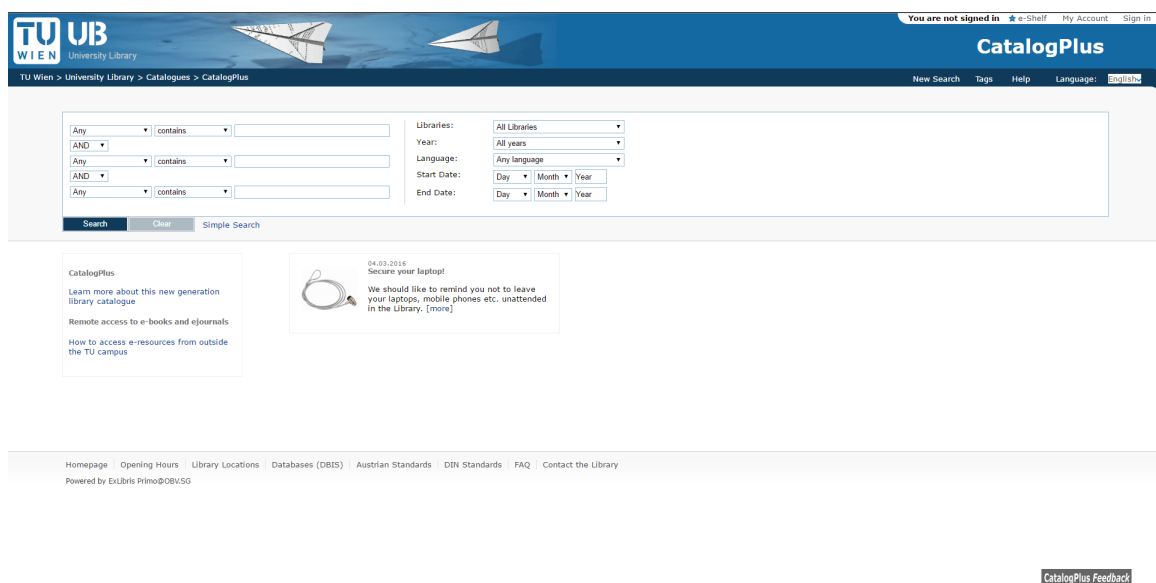 You are not signed in e-Shelf My Account Sign in
TU UB
WIEN University Library
CatalogPlus
TU Wien > University Library > Catalogues > CatalogPlus
New Search Tags Help Language: English
Any contains
AND
Any contains
AND
Any contains
Libraries: All Libraries
Year: All years
Language: Any language
Start Date: Day Month Year
End Date: Day Month Year
Search Clear Simple Search
CatalogPlus
Learn more about this new generation
library catalogue
Remote access to e-books and ejournals
How to access e-resources from outside
the TU campus
04.03.2016
Secure your laptop!
We should like to remind you not to leave
your laptops, mobile phones etc. unattended
in the Library. [more]
Homepage Opening Hours Library Locations Databases (DBIS) Austrian Standards DIN Standards FAQ Contact the Library
Powered by ExLibris Primo@OBV.SG
CatalogPlus Feedback